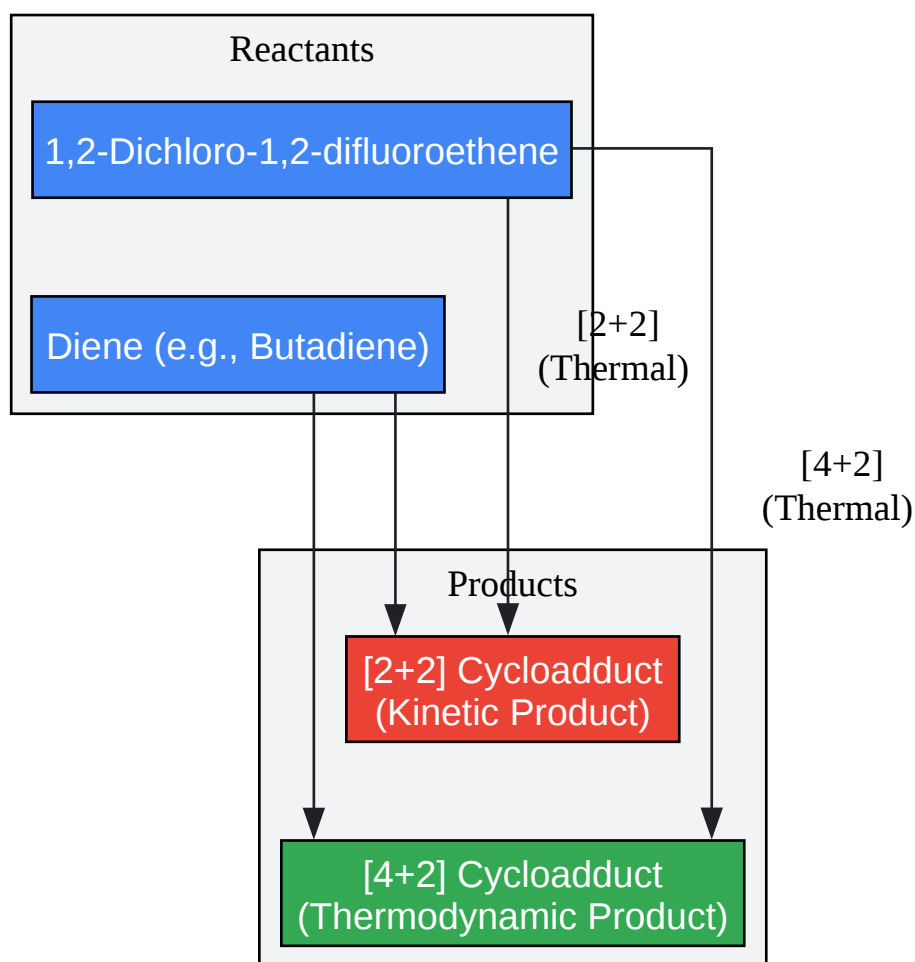 Reactants
1,2-Dichloro-1,2-difluoroethene
Diene (e.g., Butadiene)
[2+2]
(Thermal)
[4+2]
(Thermal)
Products
[2+2] Cycloadduct
(Kinetic Product)
[4+2] Cycloadduct
(Thermodynamic Product)